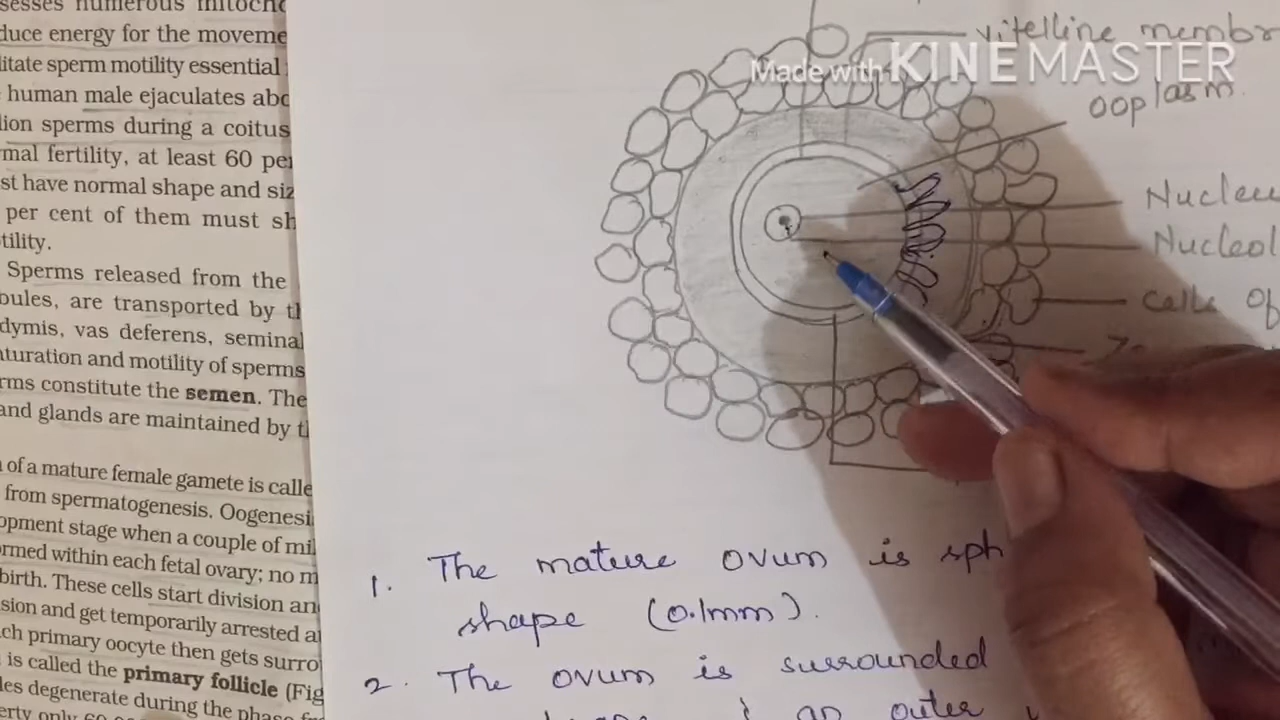 numerous mitoch
duce energy for the moveme
litate sperm motility essential
human male ejaculates abo
lion sperms during a coitus
mal fertility, at least 60 per
st have normal shape and siz
per cent of them must sh
tility.
Sperms released from the
bules, are transported by th
dymis, vas deferens, seminal
aturation and motility of sperms
rms constitute the semen. The
and glands are maintained by th
of a mature female gamete is calle
from spermatogenesis. Oogenesi
opment stage when a couple of mil
ormed within each fetal ovary; no m
birth. These cells start division an
sion and get temporarily arrested a
ch primary oocyte then gets surro
is called the primary follicle (Fig
les degenerate during the phase
vitelline membr
Made with KINEMASTER
ooplasm.
Nucleu
Nucleol
cells of
1. The mature ovum is sph
shape (0.1mm).
2. The ovum is surrounded
an outer